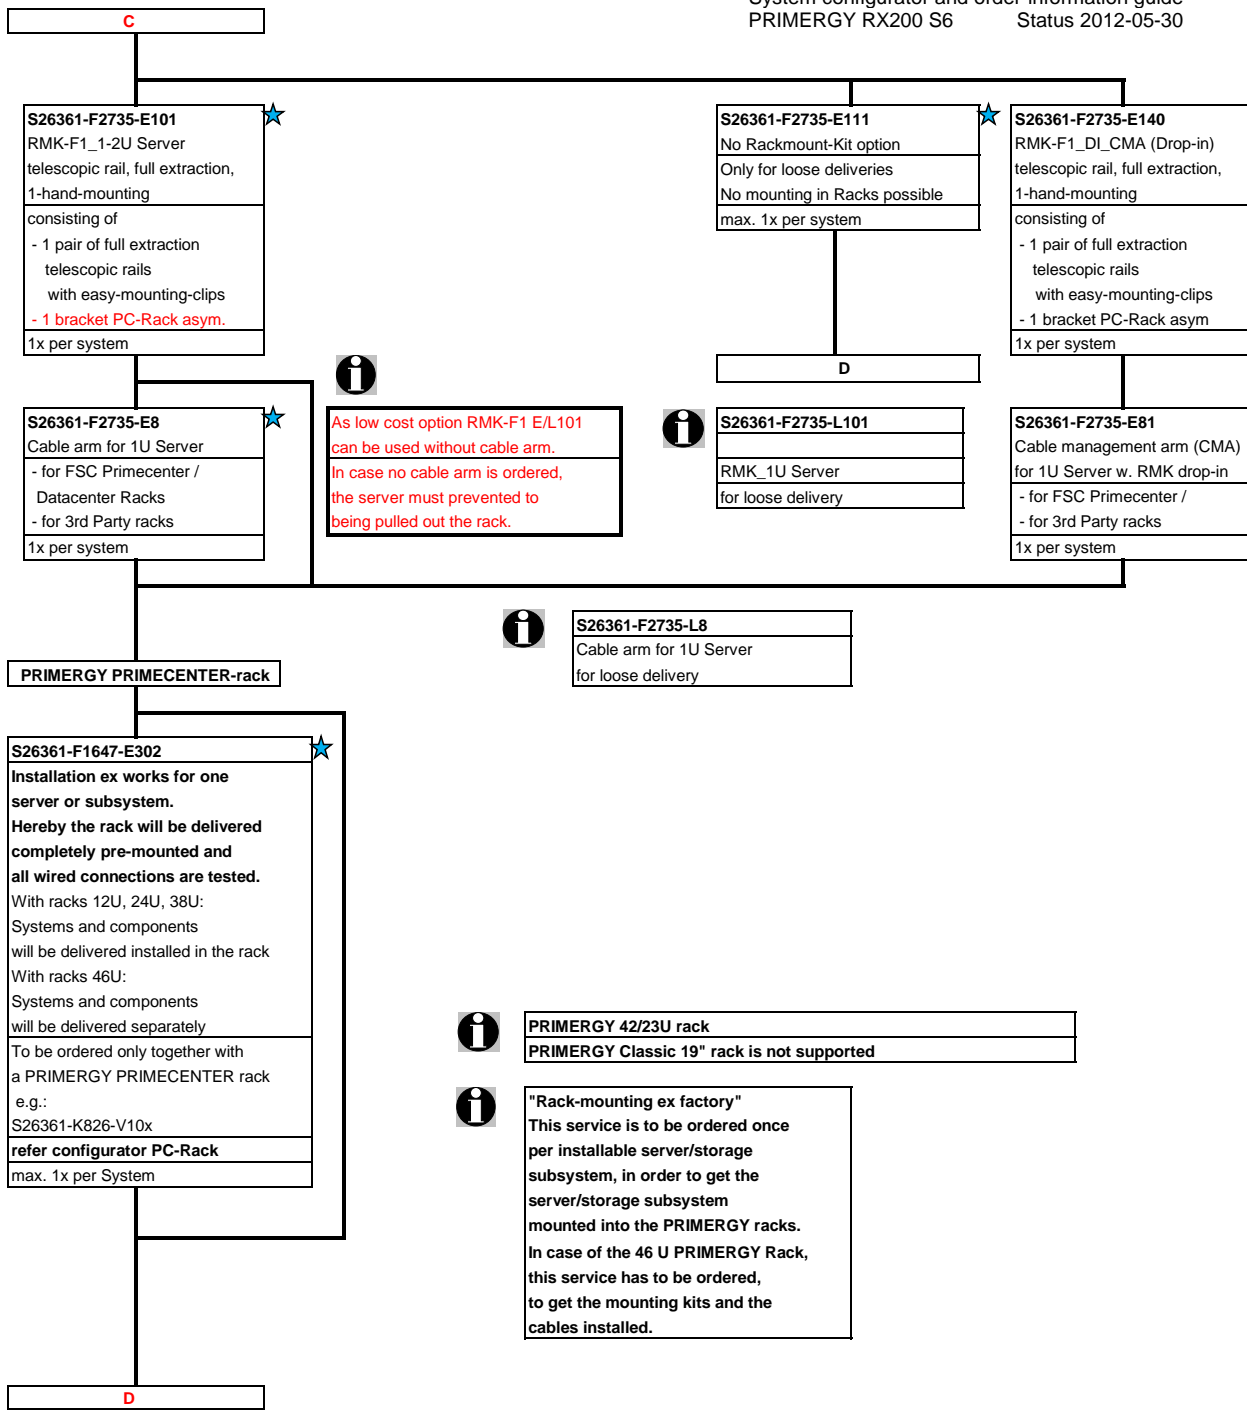 System configurator and order-information guide
PRIMERGY RX200 S6 Status 2012-05-30
C
S26361-F2735-E101
RMK-F1_1-2U Server
telescopic rail, full extraction,
1-hand-mounting
consisting of
- 1 pair of full extraction
telescopic rails
with easy-mounting-clips
- 1 bracket PC-Rack asym.
1x per system
S26361-F2735-E111
No Rackmount-Kit option
Only for loose deliveries
No mounting in Racks possible
max. 1x per system
S26361-F2735-E140
RMK-F1_DI_CMA (Drop-in)
telescopic rail, full extraction,
1-hand-mounting
consisting of
- 1 pair of full extraction
telescopic rails
with easy-mounting-clips
- 1 bracket PC-Rack asym
1x per system
D
S26361-F2735-E8
Cable arm for 1U Server
- for FSC Primecenter /
Datacenter Racks
- for 3rd Party racks
1x per system
As low cost option RMK-F1 E/L101
can be used without cable arm.
In case no cable arm is ordered,
the server must prevented to
being pulled out the rack.
S26361-F2735-L101
RMK_1U Server
for loose delivery
S26361-F2735-E81
Cable management arm (CMA)
for 1U Server w. RMK drop-in
- for FSC Primecenter /
- for 3rd Party racks
1x per system
S26361-F2735-L8
Cable arm for 1U Server
for loose delivery
PRIMERGY PRIMECENTER-rack
S26361-F1647-E302
Installation ex works for one
server or subsystem.
Hereby the rack will be delivered
completely pre-mounted and
all wired connections are tested.
With racks 12U, 24U, 38U:
Systems and components
will be delivered installed in the rack
With racks 46U:
Systems and components
will be delivered separately
To be ordered only together with
a PRIMERGY PRIMECENTER rack
e.g.:
S26361-K826-V10x
refer configurator PC-Rack
max. 1x per System
PRIMERGY 42/23U rack
PRIMERGY Classic 19" rack is not supported
"Rack-mounting ex factory"
This service is to be ordered once
per installable server/storage
subsystem, in order to get the
server/storage subsystem
mounted into the PRIMERGY racks.
In case of the 46 U PRIMERGY Rack,
this service has to be ordered,
to get the mounting kits and the
cables installed.
D